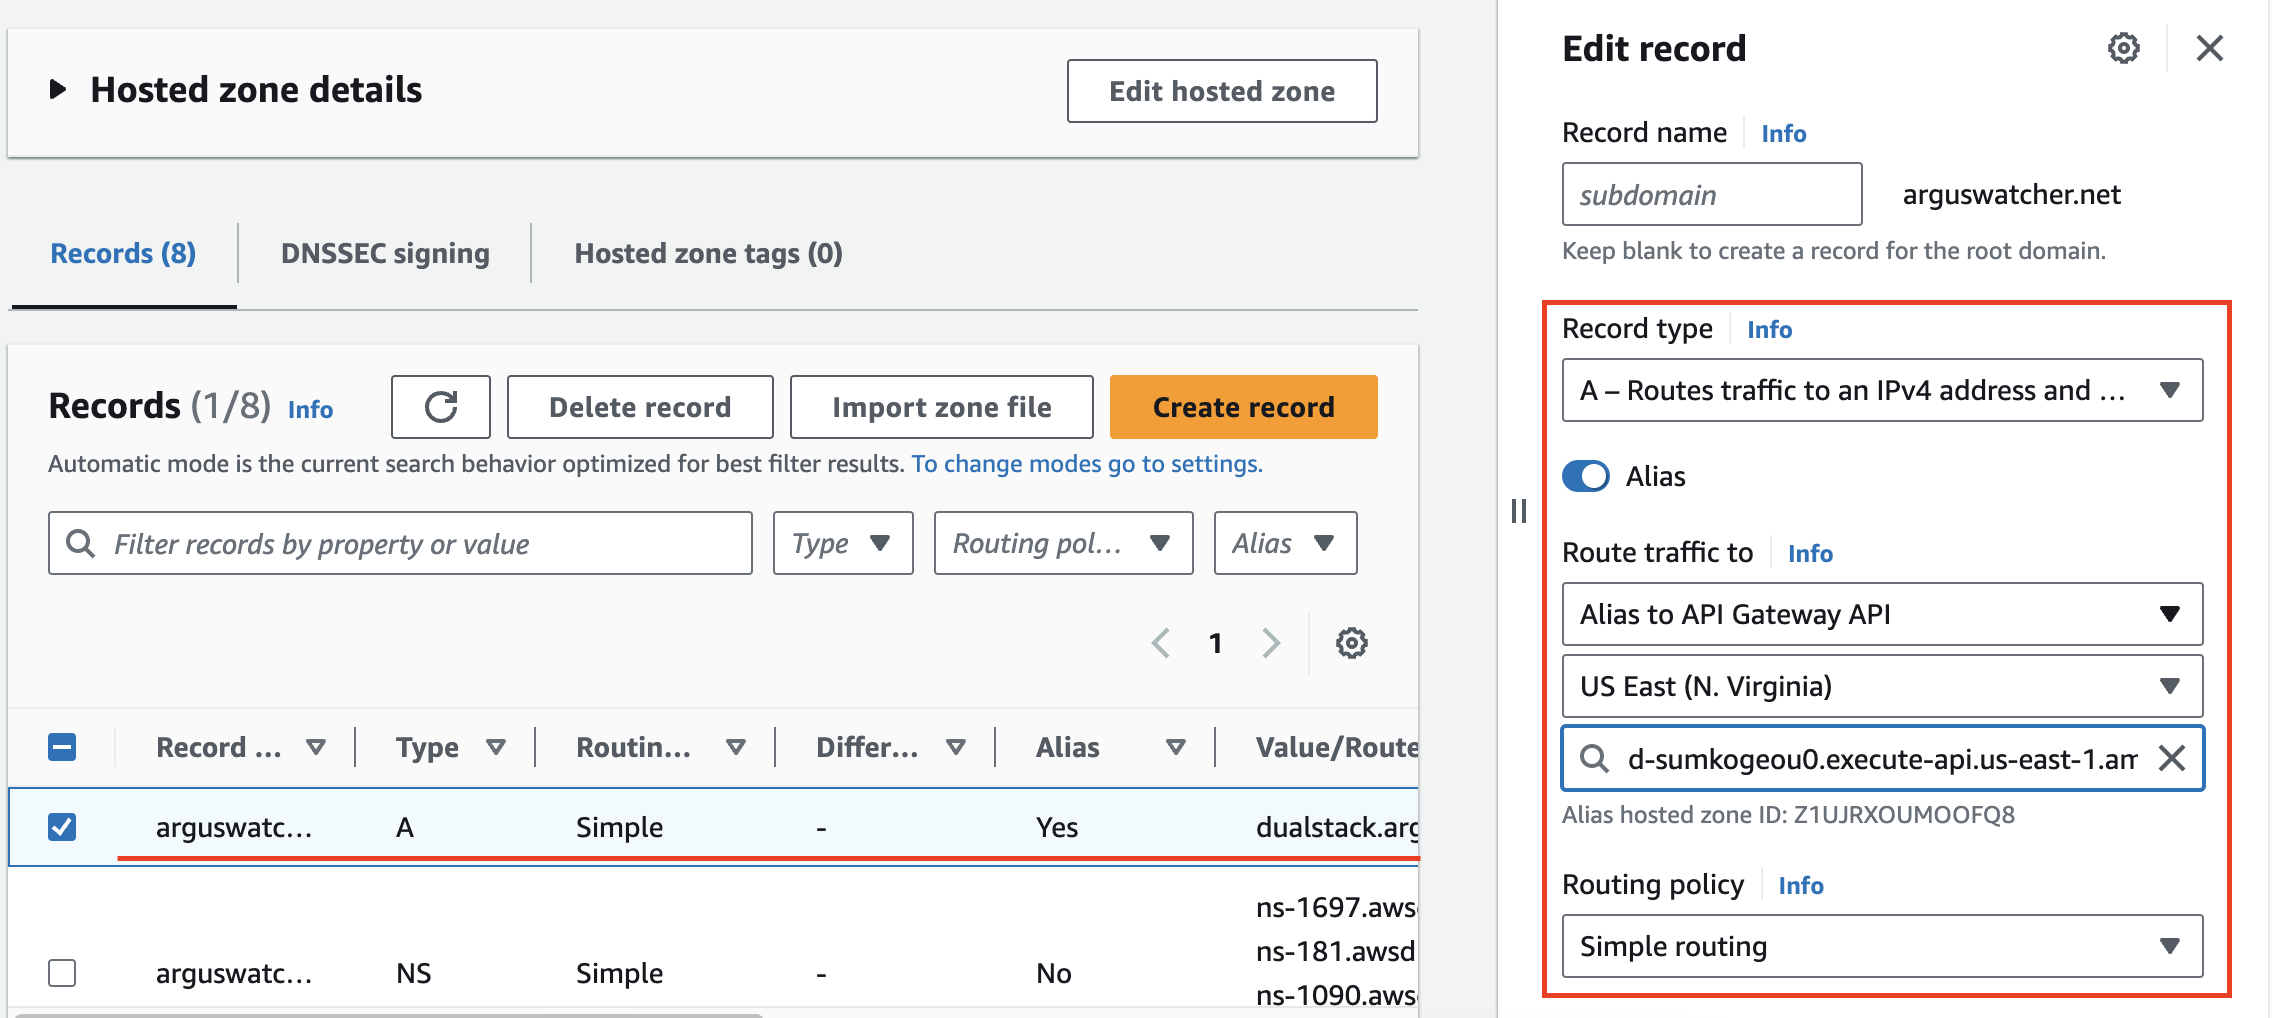 Hosted zone details
Edit hosted zone
Records (8)
DNSSEC signing
Hosted zone tags (0)
Records (1/8) Info
Delete record
Import zone file
Create record
Automatic mode is the current search behavior optimized for best filter results. To change modes go to settings.
Filter records by property or value
Type
Routing pol...
Alias
1
Record ... Type Routin... Differ... Alias Value/Route
arguswatc... A Simple - Yes dualstack.arg
ns-1697.aws
ns-181.awsd
arguswatc... NS Simple - No
ns-1090.aws
Edit record
Record name Info
subdomain arguswatcher.net
Keep blank to create a record for the root domain.
Record type Info
A – Routes traffic to an IPv4 address and ...
Alias
Route traffic to Info
Alias to API Gateway API
US East (N. Virginia)
d-sumkogeou0.execute-api.us-east-1.am
Alias hosted zone ID: Z1UJRXOUMOOFQ8
Routing policy Info
Simple routing